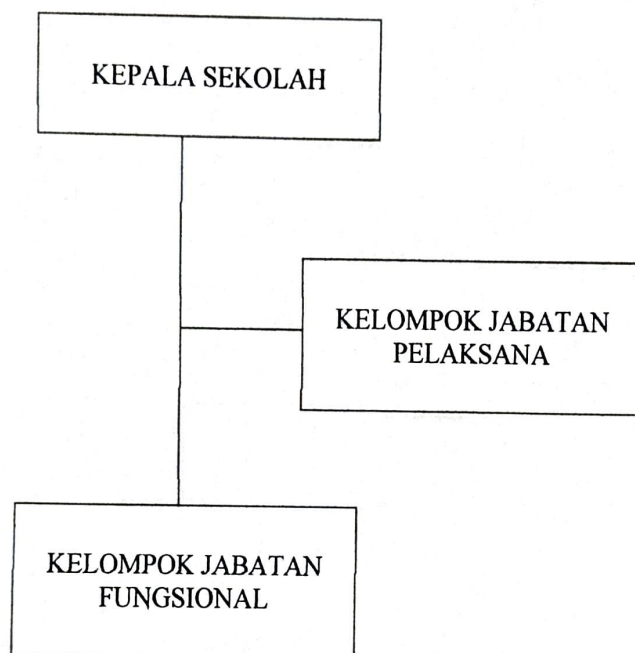 KEPALA SEKOLAH
KELOMPOK JABATAN
PELAKSANA
KELOMPOK JABATAN
FUNGSIONAL